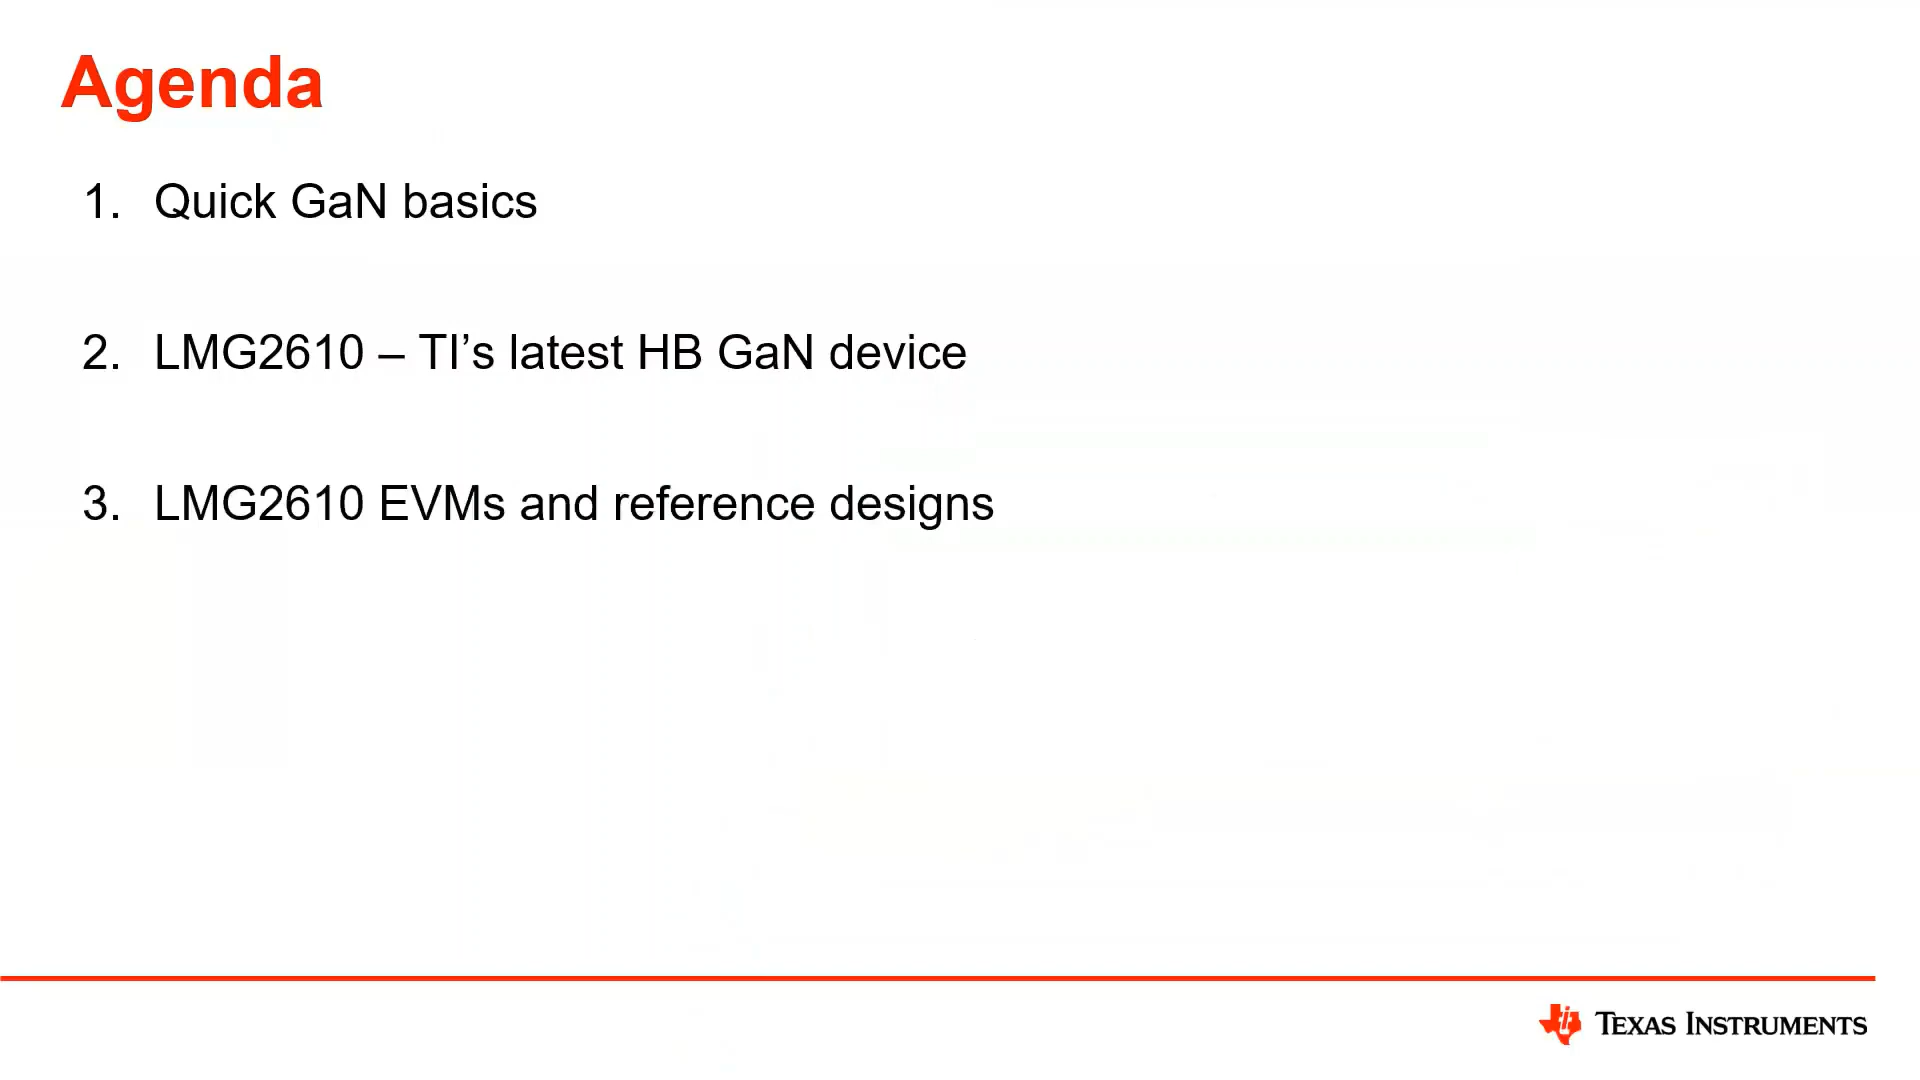 Agenda
1. Quick GaN basics
2. LMG2610 – TI’s latest HB GaN device
3. LMG2610 EVMs and reference designs
TEXAS INSTRUMENTS